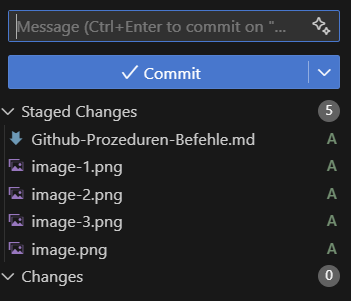 Message (Ctrl+Enter to commit on "...
Commit
Staged Changes 5
Github-Prozeduren-Befehle.md A
image-1.png A
image-2.png A
image-3.png A
image.png A
Changes 0